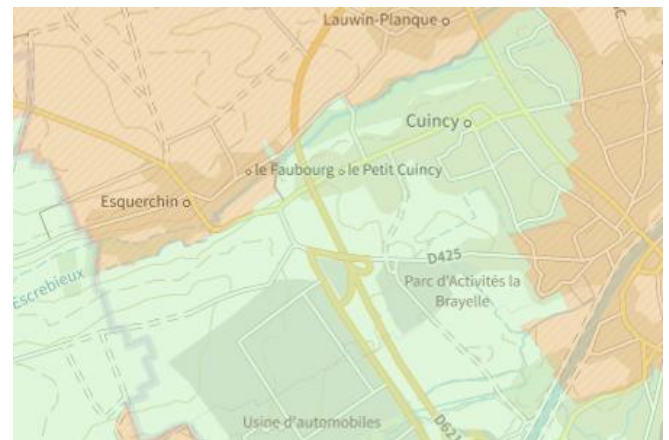 Lauwin-Planque
Cuincy
le Faubourg
le Petit Cuincy
Esquerchin
Escrebieux
D425
Parc d'Activités la
Brayelle
Usine d'automobiles
D621